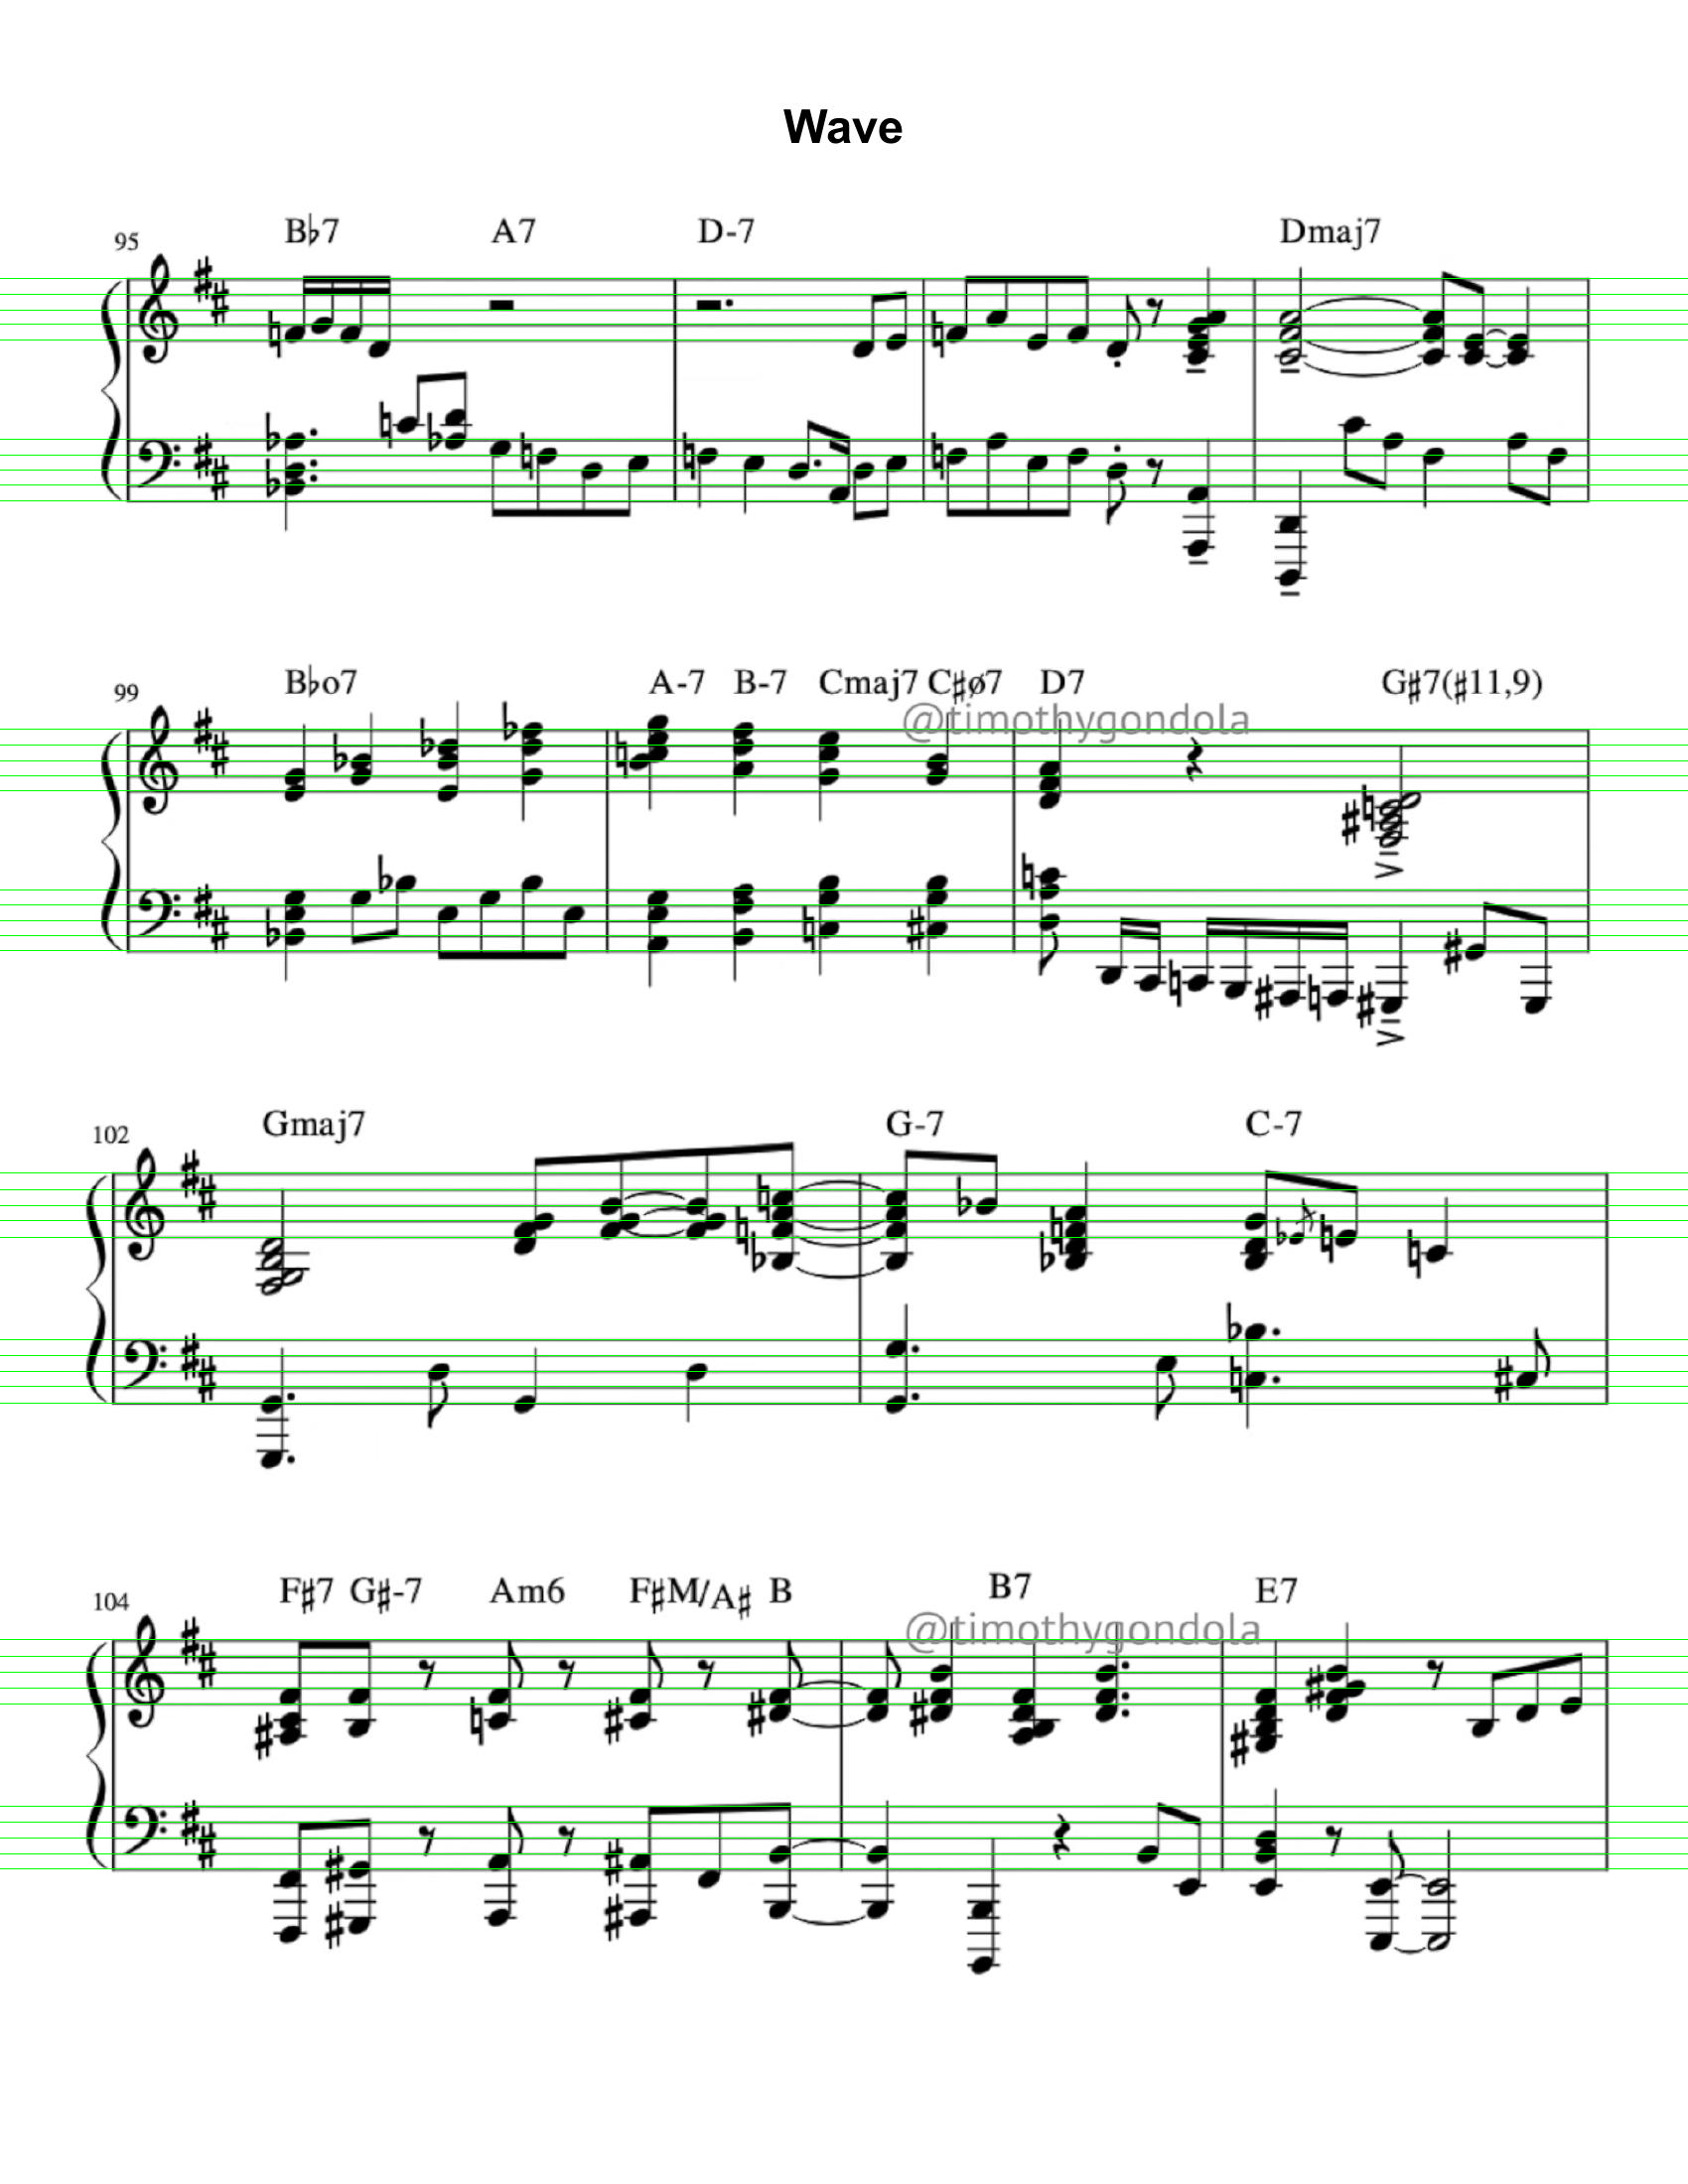 Wave
95 B♭7 A7 D-7 Dmaj7
99 B♭o7 A-7 B-7 Cmaj7 C♯ø7 D7 G♯7(♯11,9)
@timothygondola
102 Gmaj7 G-7 C-7
104 F♯7 G♯-7 Am6 F♯M/A♯ B B7 E7
@timothygondola